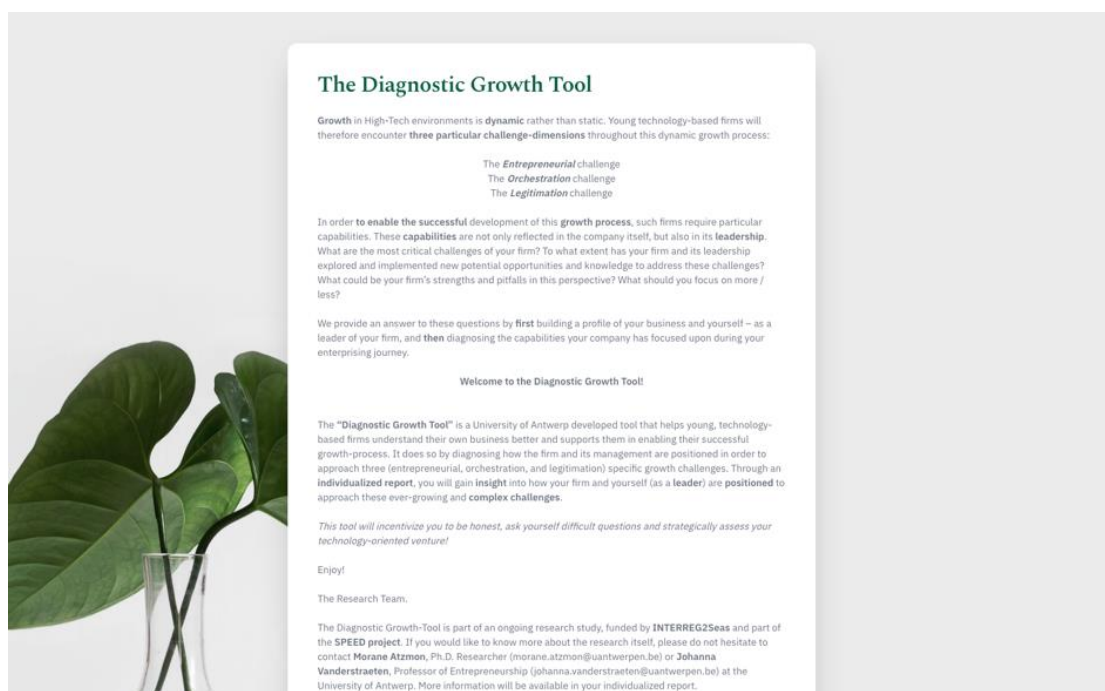 The Diagnostic Growth Tool
Growth in High-Tech environments is dynamic rather than static. Young technology-based firms will
therefore encounter three particular challenge-dimensions throughout this dynamic growth process:
The Entrepreneurial challenge
The Orchestration challenge
The Legitimation challenge
In order to enable the successful development of this growth process, such firms require particular
capabilities. These capabilities are not only reflected in the company itself, but also in its leadership.
What are the most critical challenges of your firm? To what extent has your firm and its leadership
explored and implemented new potential opportunities and knowledge to address these challenges?
What could be your firm's strengths and pitfalls in this perspective? What should you focus on more /
less?
We provide an answer to these questions by first building a profile of your business and yourself – as a
leader of your firm, and then diagnosing the capabilities your company has focused upon during your
enterprising journey.
Welcome to the Diagnostic Growth Tool!
The "Diagnostic Growth Tool" is a University of Antwerp developed tool that helps young, technology-
based firms understand their own business better and supports them in enabling their successful
growth-process. It does so by diagnosing how the firm and its management are positioned in order to
approach three (entrepreneurial, orchestration, and legitimation) specific growth challenges. Through an
individualized report, you will gain insight into how your firm and yourself (as a leader) are positioned to
approach these ever-growing and complex challenges.
This tool will incentivize you to be honest, ask yourself difficult questions and strategically assess your
technology-oriented venture!
Enjoy!
The Research Team.
The Diagnostic Growth-Tool is part of an ongoing research study, funded by INTERREG2Seas and part of
the SPEED project. If you would like to know more about the research itself, please do not hesitate to
contact Morane Atzmon, Ph.D. Researcher (morane.atzmon@uantwerpen.be) or Johanna
Vanderstraeten, Professor of Entrepreneurship (johanna.vanderstraeten@uantwerpen.be) at the
University of Antwerp. More information will be available in your individualized report.